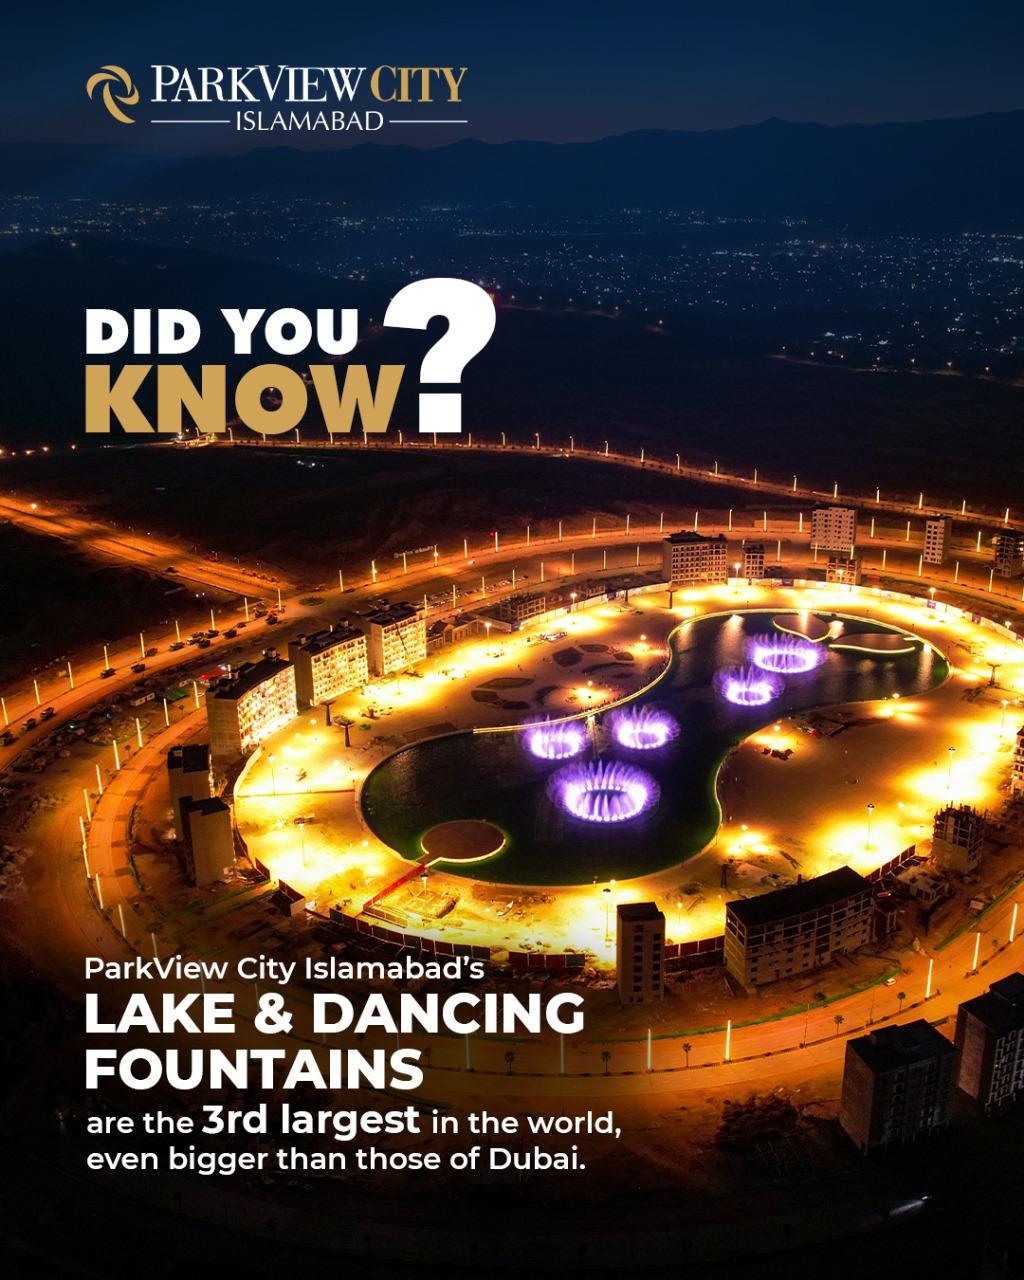 PARKVIEW CITY
ISLAMABAD
DID YOU
KNOW?
ParkView City Islamabad’s
LAKE & DANCING
FOUNTAINS
are the 3rd largest in the world,
even bigger than those of Dubai.